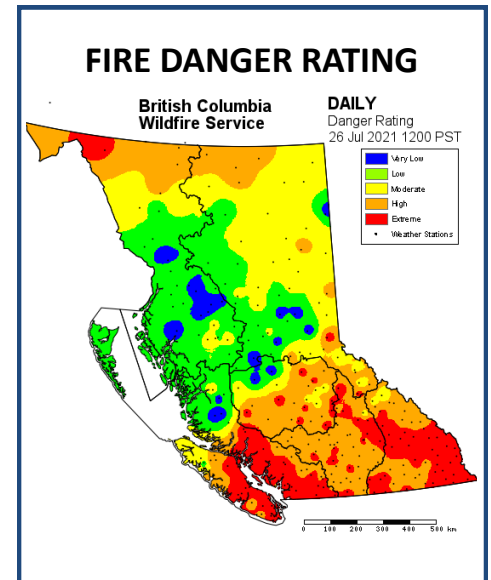 FIRE DANGER RATING
British Columbia
Wildfire Service
DAILY
Danger Rating
26 Jul 2021 1200 PST
Very Low
Low
Moderate
High
Extreme
Weather Stations
0 100 200 300 400 500 km